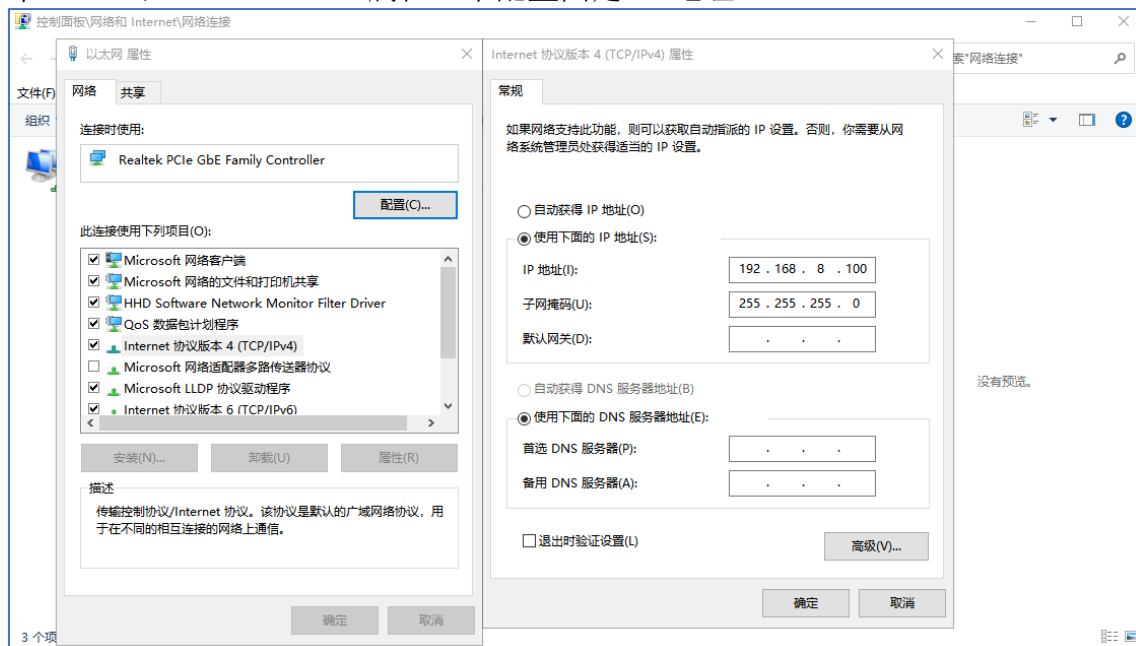 控制面板\网络和 Internet\网络连接
以太网 属性
网络 共享
连接时使用:
Realtek PCIe GbE Family Controller
配置(C)...
此连接使用下列项目(O):
Microsoft 网络客户端
Microsoft 网络的文件和打印机共享
HHD Software Network Monitor Filter Driver
QoS 数据包计划程序
Internet 协议版本 4 (TCP/IPv4)
Microsoft 网络适配器多路传送器协议
Microsoft LLDP 协议驱动程序
Internet 协议版本 6 (TCP/IPv6)
安装(N)... 卸载(U) 属性(R)
描述
传输控制协议/Internet 协议。该协议是默认的广域网络协议，用
于在不同的相互连接的网络上通信。
确定 取消
Internet 协议版本 4 (TCP/IPv4) 属性
常规
如果网络支持此功能，则可以获取自动指派的 IP 设置。否则，你需要从网
络系统管理员处获得适当的 IP 设置。
自动获得 IP 地址(O)
使用下面的 IP 地址(S):
IP 地址(I): 192 . 168 . 8 . 100
子网掩码(U): 255 . 255 . 255 . 0
默认网关(D): . . .
自动获得 DNS 服务器地址(B)
使用下面的 DNS 服务器地址(E):
首选 DNS 服务器(P): . . .
备用 DNS 服务器(A): . . .
退出时验证设置(L)
高级(V)...
确定 取消
索"网络连接"
文件(F)
组织
没有预览。
3 个项